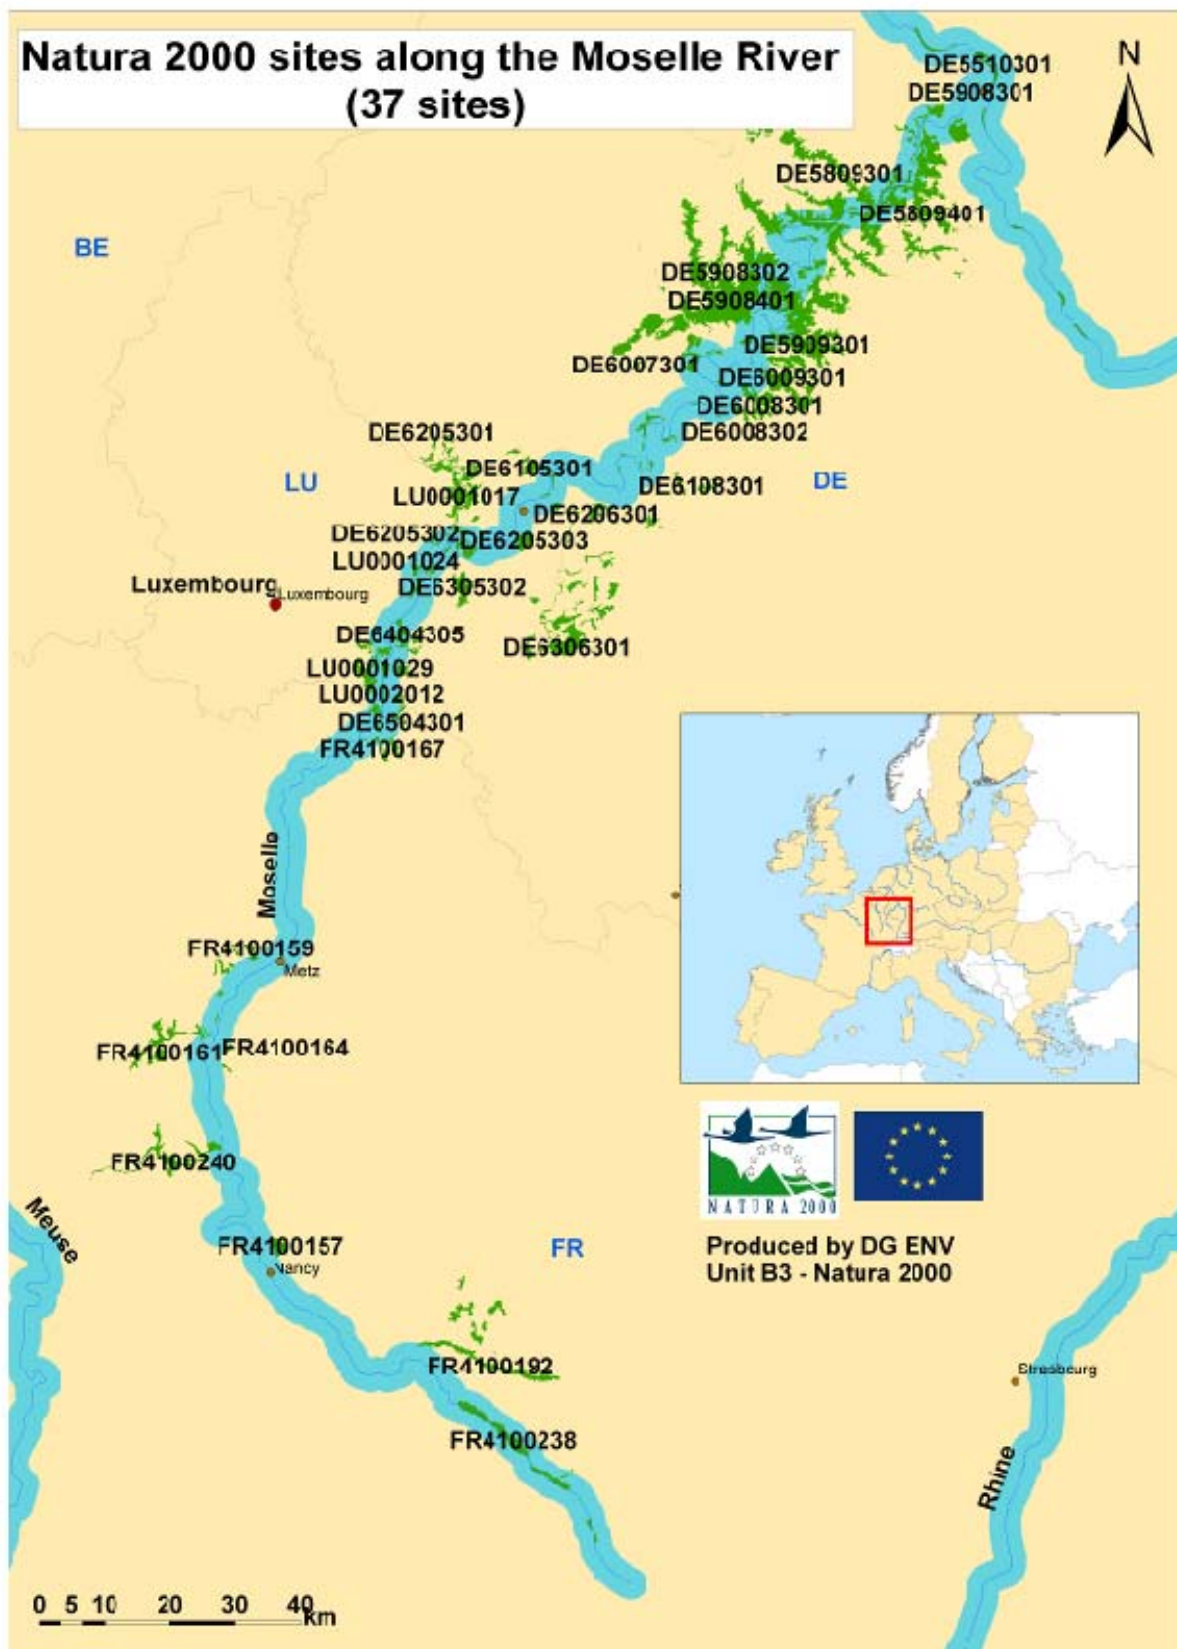 Natura 2000 sites along the Moselle River
(37 sites)
N
DE5510301
DE5908301
DE5809301
DE5809401
BE
DE5908302
DE5908401
DE5909301
DE6007301
DE6009301
DE6008301
DE6205301
DE6008302
DE6105301
LU
DE6108301
DE
LU0001017
DE6206301
DE6205302
DE6205303
LU0001024
Luxembourg
Luxembourg
DE6305302
DE6404305
DE6306301
LU0001029
LU0002012
DE6504301
FR4100167
Moselle
FR4100159
Metz
FR4100161
FR4100164
FR4100240
NATURA 2000
Meuse
FR4100157
FR
Produced by DG ENV
Unit B3 - Natura 2000
Nancy
FR4100192
Strasbourg
FR4100238
Rhine
0 5 10 20 30 40
km